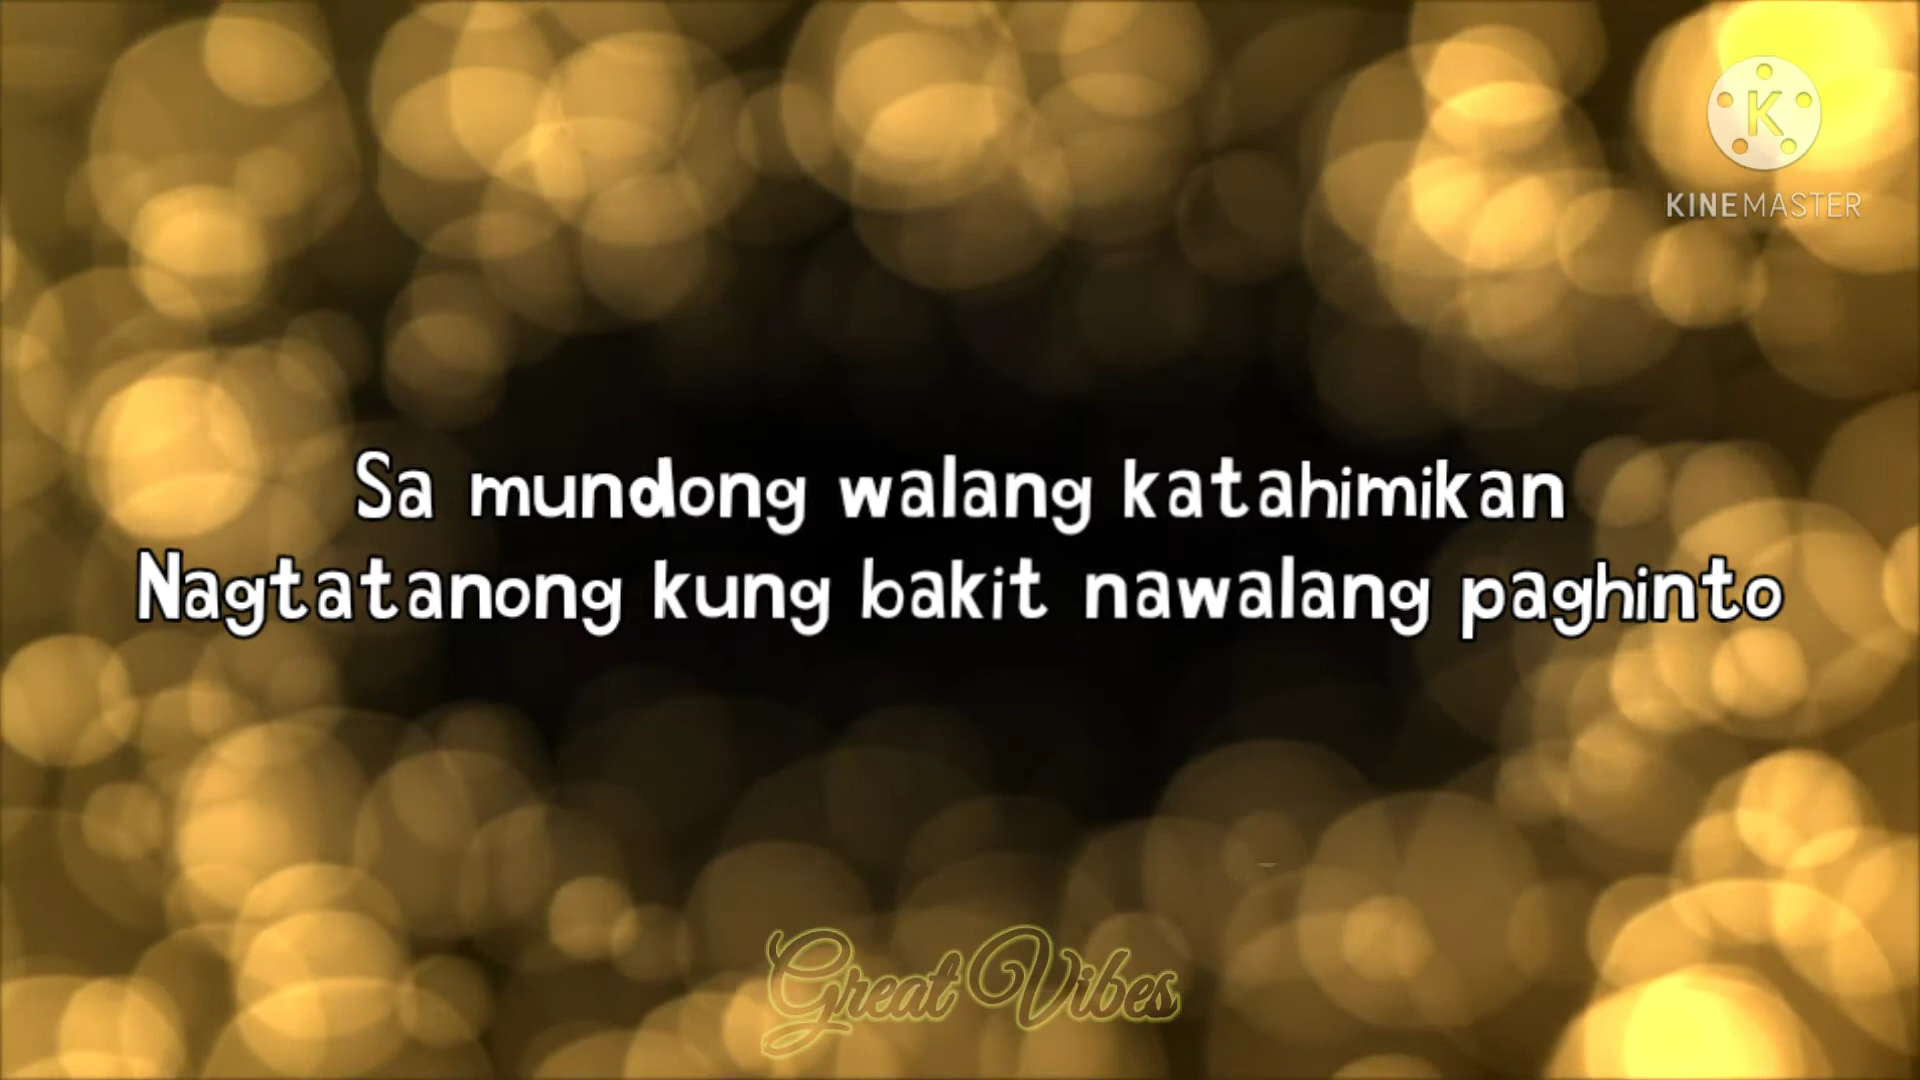 K
KINEMASTER
Sa mundong walang katahimikan
Nagtatanong kung bakit nawalang paghinto
Great Vibes